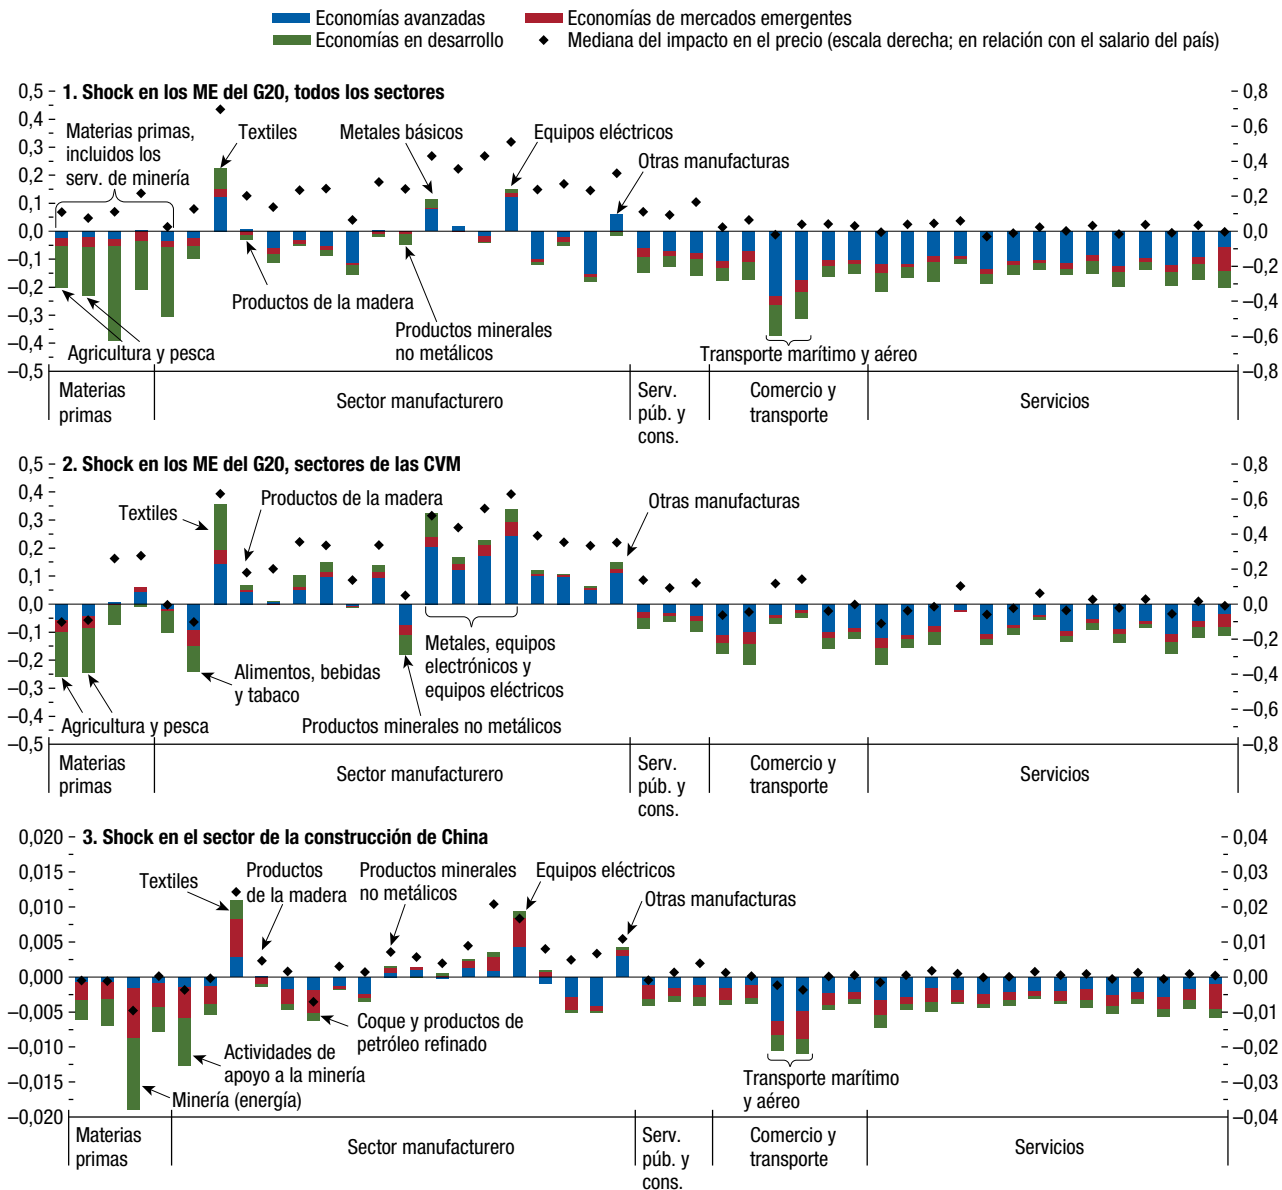 Economías avanzadas
Economías de mercados emergentes
Economías en desarrollo
Mediana del impacto en el precio (escala derecha; en relación con el salario del país)
1. Shock en los ME del G20, todos los sectores
0,5
0,4
0,3
0,2
0,1
0,0
–0,1
–0,2
–0,3
–0,4
–0,5
0,8
0,6
0,4
0,2
0,0
–0,2
–0,4
–0,6
–0,8
Materias primas,
incluidos los
serv. de minería
Textiles
Metales básicos
Equipos eléctricos
Otras manufacturas
Productos de la madera
Productos minerales
no metálicos
Agricultura y pesca
Transporte marítimo y aéreo
Materias
primas
Sector manufacturero
Serv.
púb. y
cons.
Comercio y
transporte
Servicios
2. Shock en los ME del G20, sectores de las CVM
0,5
0,4
0,3
0,2
0,1
0,0
–0,1
–0,2
–0,3
–0,4
–0,5
0,8
0,6
0,4
0,2
0,0
–0,2
–0,4
–0,6
–0,8
Textiles
Productos de la madera
Otras manufacturas
Alimentos, bebidas
y tabaco
Metales, equipos
electrónicos y
equipos eléctricos
Agricultura y pesca
Productos minerales no metálicos
Materias
primas
Sector manufacturero
Serv.
púb. y
cons.
Comercio y
transporte
Servicios
3. Shock en el sector de la construcción de China
0,020
0,015
0,010
0,005
0,000
–0,005
–0,010
–0,015
–0,020
0,04
0,03
0,02
0,01
0,00
–0,01
–0,02
–0,03
–0,04
Textiles
Productos
de la madera
Productos minerales
no metálicos
Equipos eléctricos
Otras manufacturas
Coque y productos de
petróleo refinado
Actividades de
apoyo a la minería
Minería (energía)
Transporte marítimo
y aéreo
Materias
primas
Sector manufacturero
Serv.
púb. y
cons.
Comercio y
transporte
Servicios